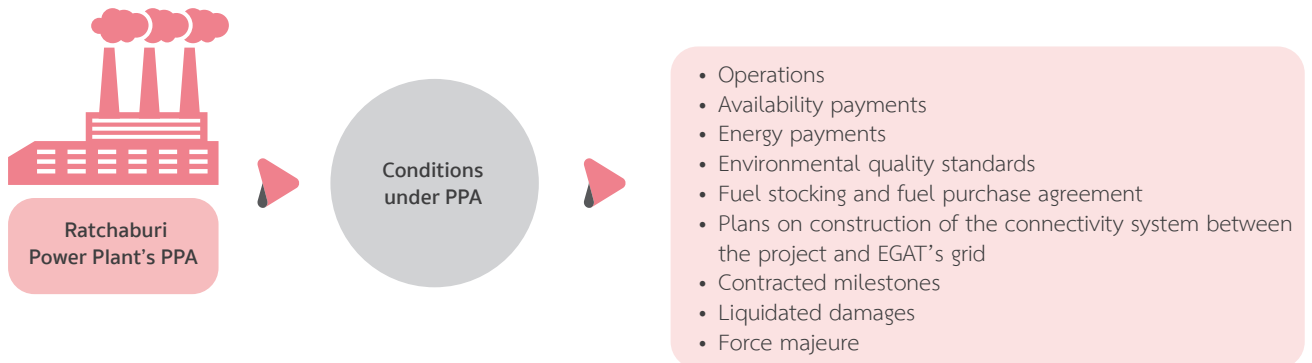 Ratchaburi
Power Plant's PPA
Conditions
under PPA
• Operations
• Availability payments
• Energy payments
• Environmental quality standards
• Fuel stocking and fuel purchase agreement
• Plans on construction of the connectivity system between
the project and EGAT's grid
• Contracted milestones
• Liquidated damages
• Force majeure